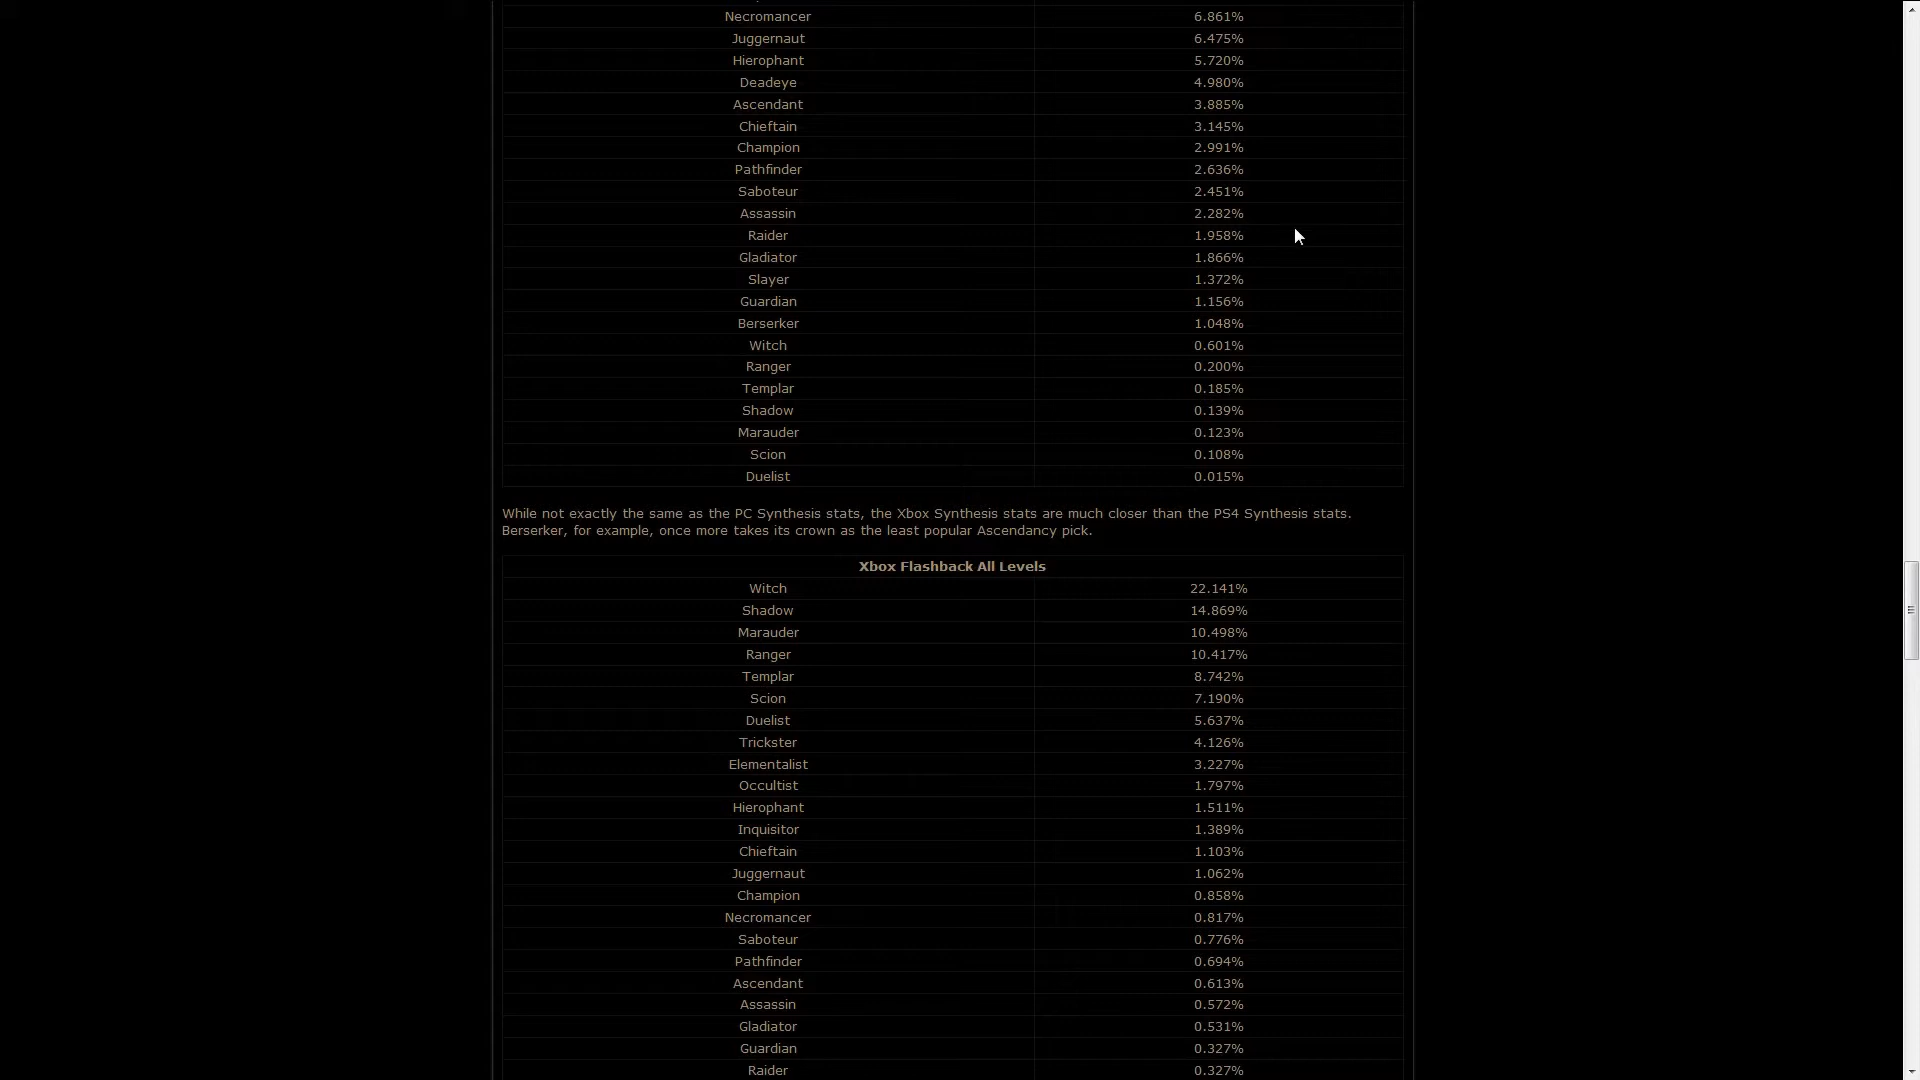 Necromancer 6.861%
Juggernaut 6.475%
Hierophant 5.720%
Deadeye 4.980%
Ascendant 3.885%
Chieftain 3.145%
Champion 2.991%
Pathfinder 2.636%
Saboteur 2.451%
Assassin 2.282%
Raider 1.958%
Gladiator 1.866%
Slayer 1.372%
Guardian 1.156%
Berserker 1.048%
Witch 0.601%
Ranger 0.200%
Templar 0.185%
Shadow 0.139%
Marauder 0.123%
Scion 0.108%
Duelist 0.015%
While not exactly the same as the PC Synthesis stats, the Xbox Synthesis stats are much closer than the PS4 Synthesis stats.
Berserker, for example, once more takes its crown as the least popular Ascendancy pick.
Xbox Flashback All Levels
Witch 22.141%
Shadow 14.869%
Marauder 10.498%
Ranger 10.417%
Templar 8.742%
Scion 7.190%
Duelist 5.637%
Trickster 4.126%
Elementalist 3.227%
Occultist 1.797%
Hierophant 1.511%
Inquisitor 1.389%
Chieftain 1.103%
Juggernaut 1.062%
Champion 0.858%
Necromancer 0.817%
Saboteur 0.776%
Pathfinder 0.694%
Ascendant 0.613%
Assassin 0.572%
Gladiator 0.531%
Guardian 0.327%
Raider 0.327%